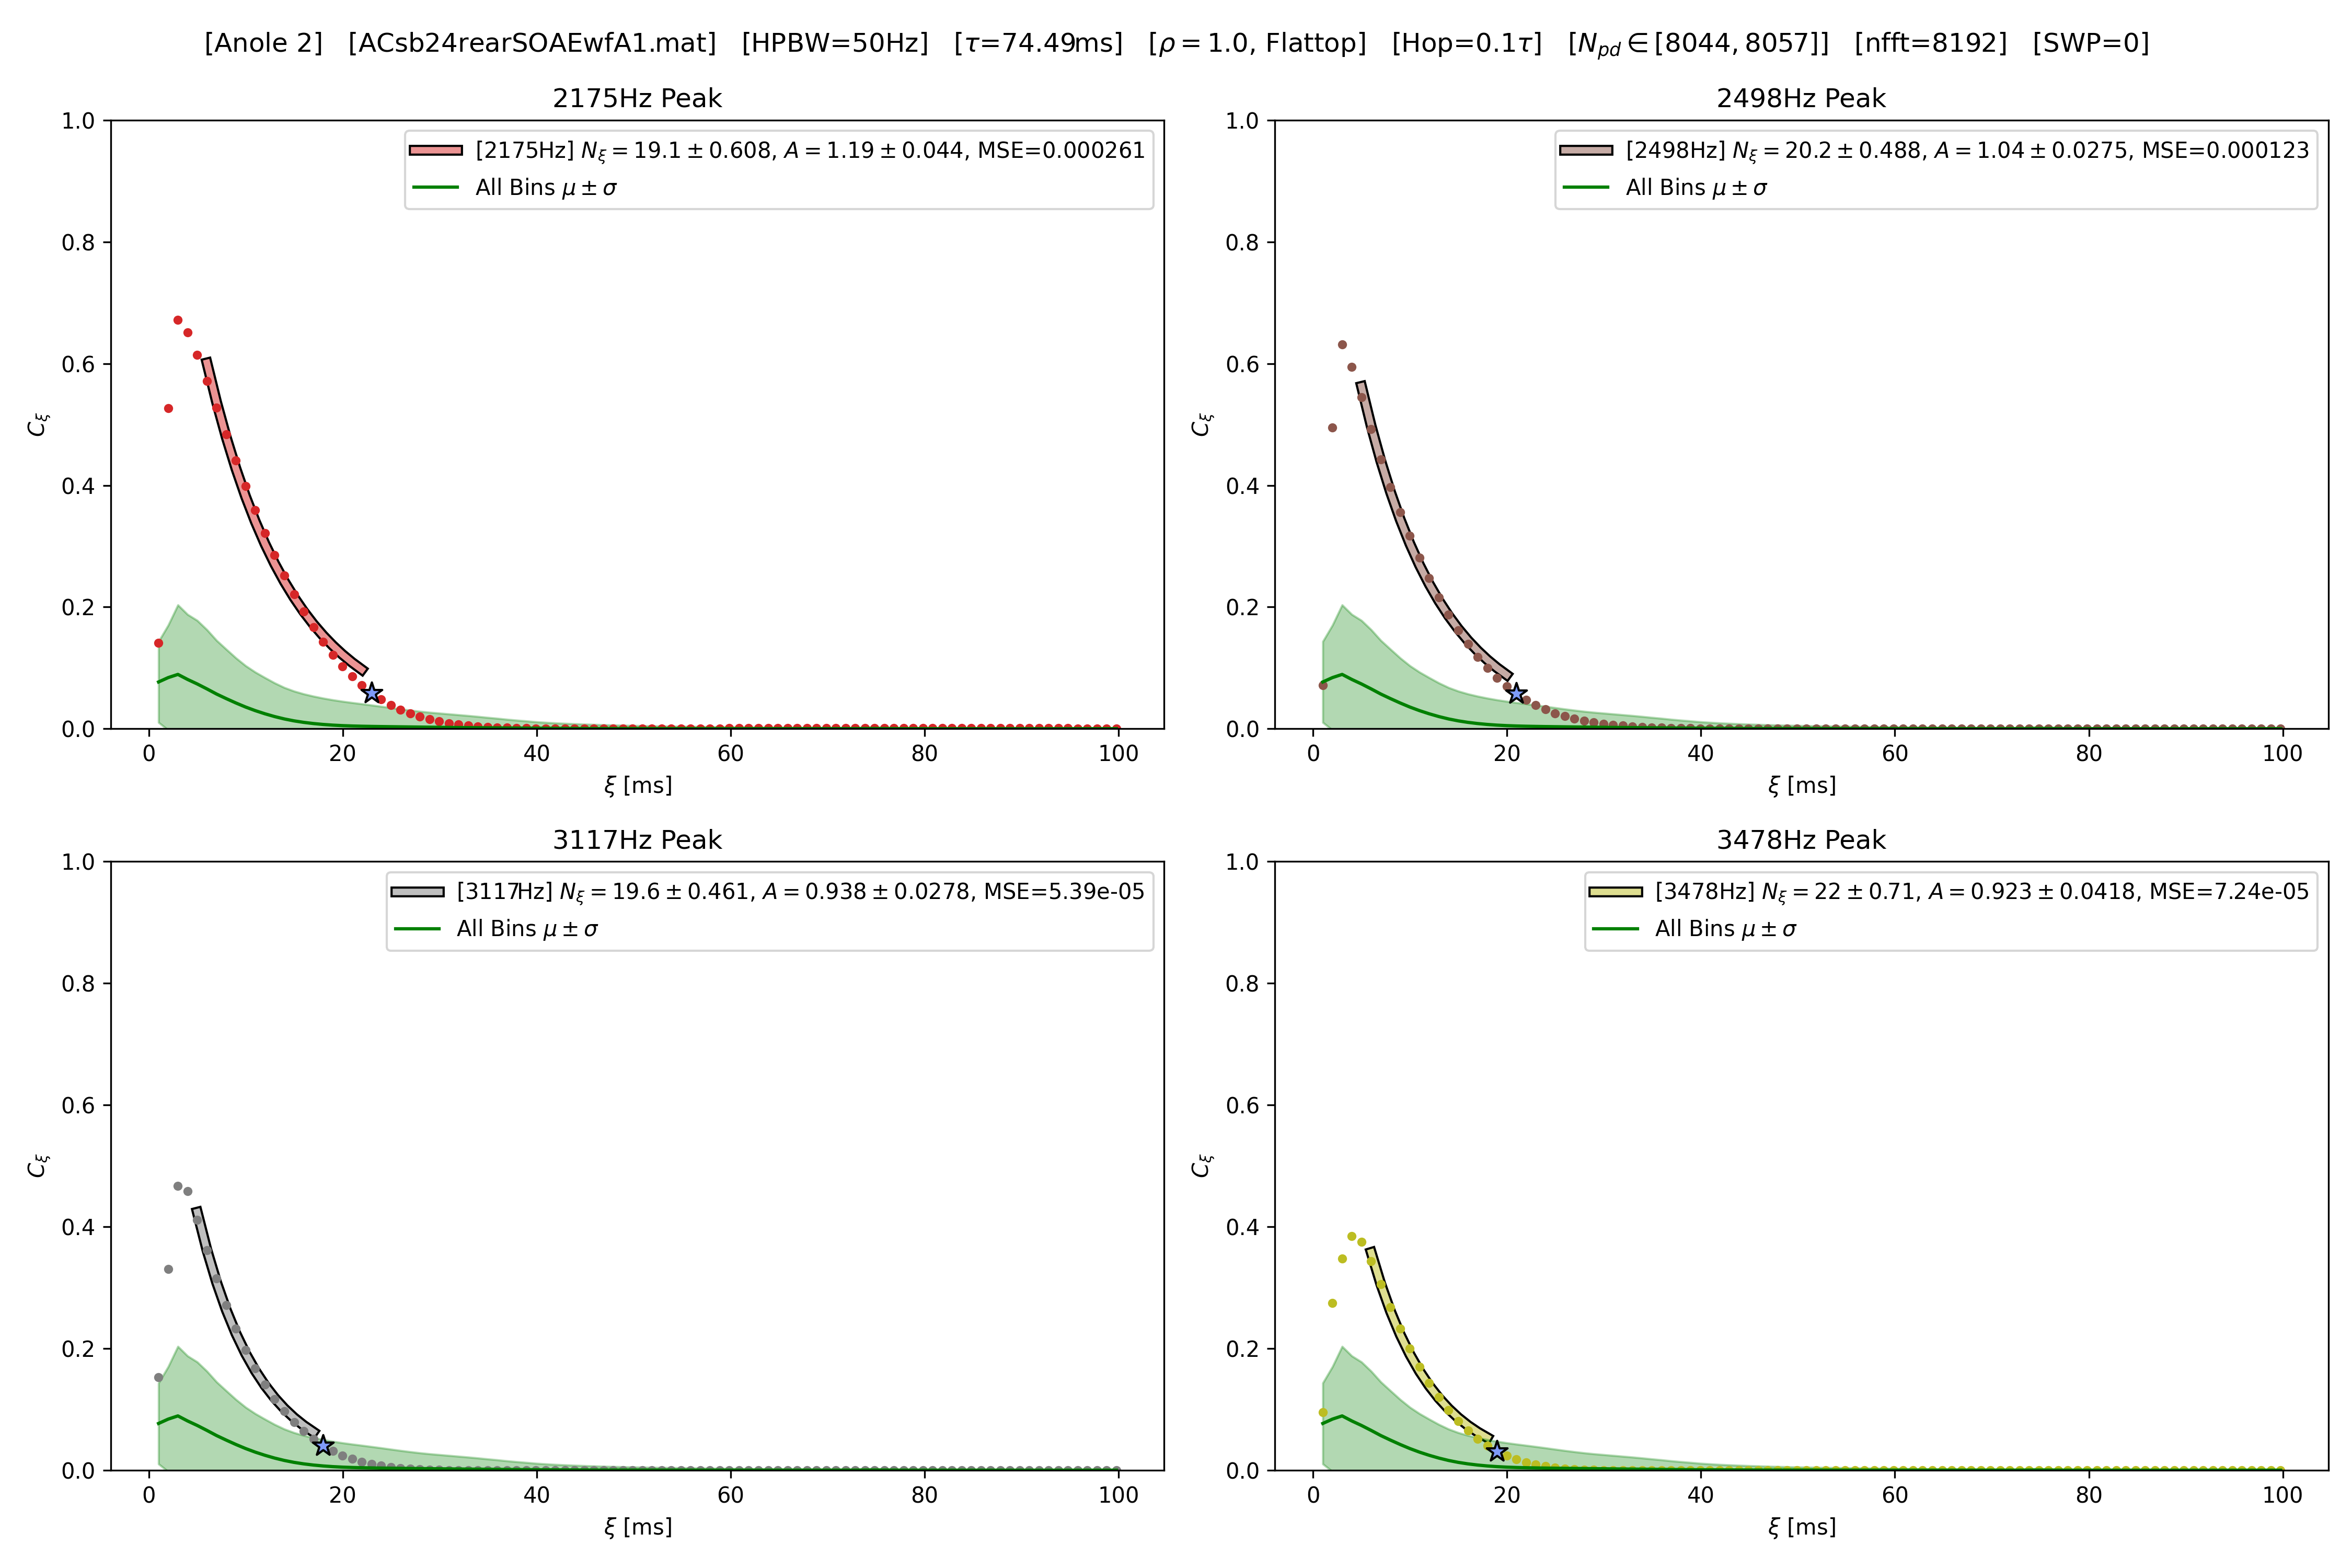 [Anole 2] [ACsb24rearSOAEwfA1.mat] [HPBW=50Hz] [τ=74.49ms] [ρ = 1.0, Flattop] [Hop=0.1τ] [N_pd ∈ [8044, 8057]] [nfft=8192] [SWP=0]
2175Hz Peak
[2175Hz] N_ξ = 19.1 ± 0.608, A = 1.19 ± 0.044, MSE=0.000261
All Bins μ ± σ
1.0
0.8
0.6
0.4
0.2
0.0
C_ξ
0 20 40 60 80 100
ξ [ms]
2498Hz Peak
[2498Hz] N_ξ = 20.2 ± 0.488, A = 1.04 ± 0.0275, MSE=0.000123
All Bins μ ± σ
1.0
0.8
0.6
0.4
0.2
0.0
C_ξ
0 20 40 60 80 100
ξ [ms]
3117Hz Peak
[3117Hz] N_ξ = 19.6 ± 0.461, A = 0.938 ± 0.0278, MSE=5.39e-05
All Bins μ ± σ
1.0
0.8
0.6
0.4
0.2
0.0
C_ξ
0 20 40 60 80 100
ξ [ms]
3478Hz Peak
[3478Hz] N_ξ = 22 ± 0.71, A = 0.923 ± 0.0418, MSE=7.24e-05
All Bins μ ± σ
1.0
0.8
0.6
0.4
0.2
0.0
C_ξ
0 20 40 60 80 100
ξ [ms]